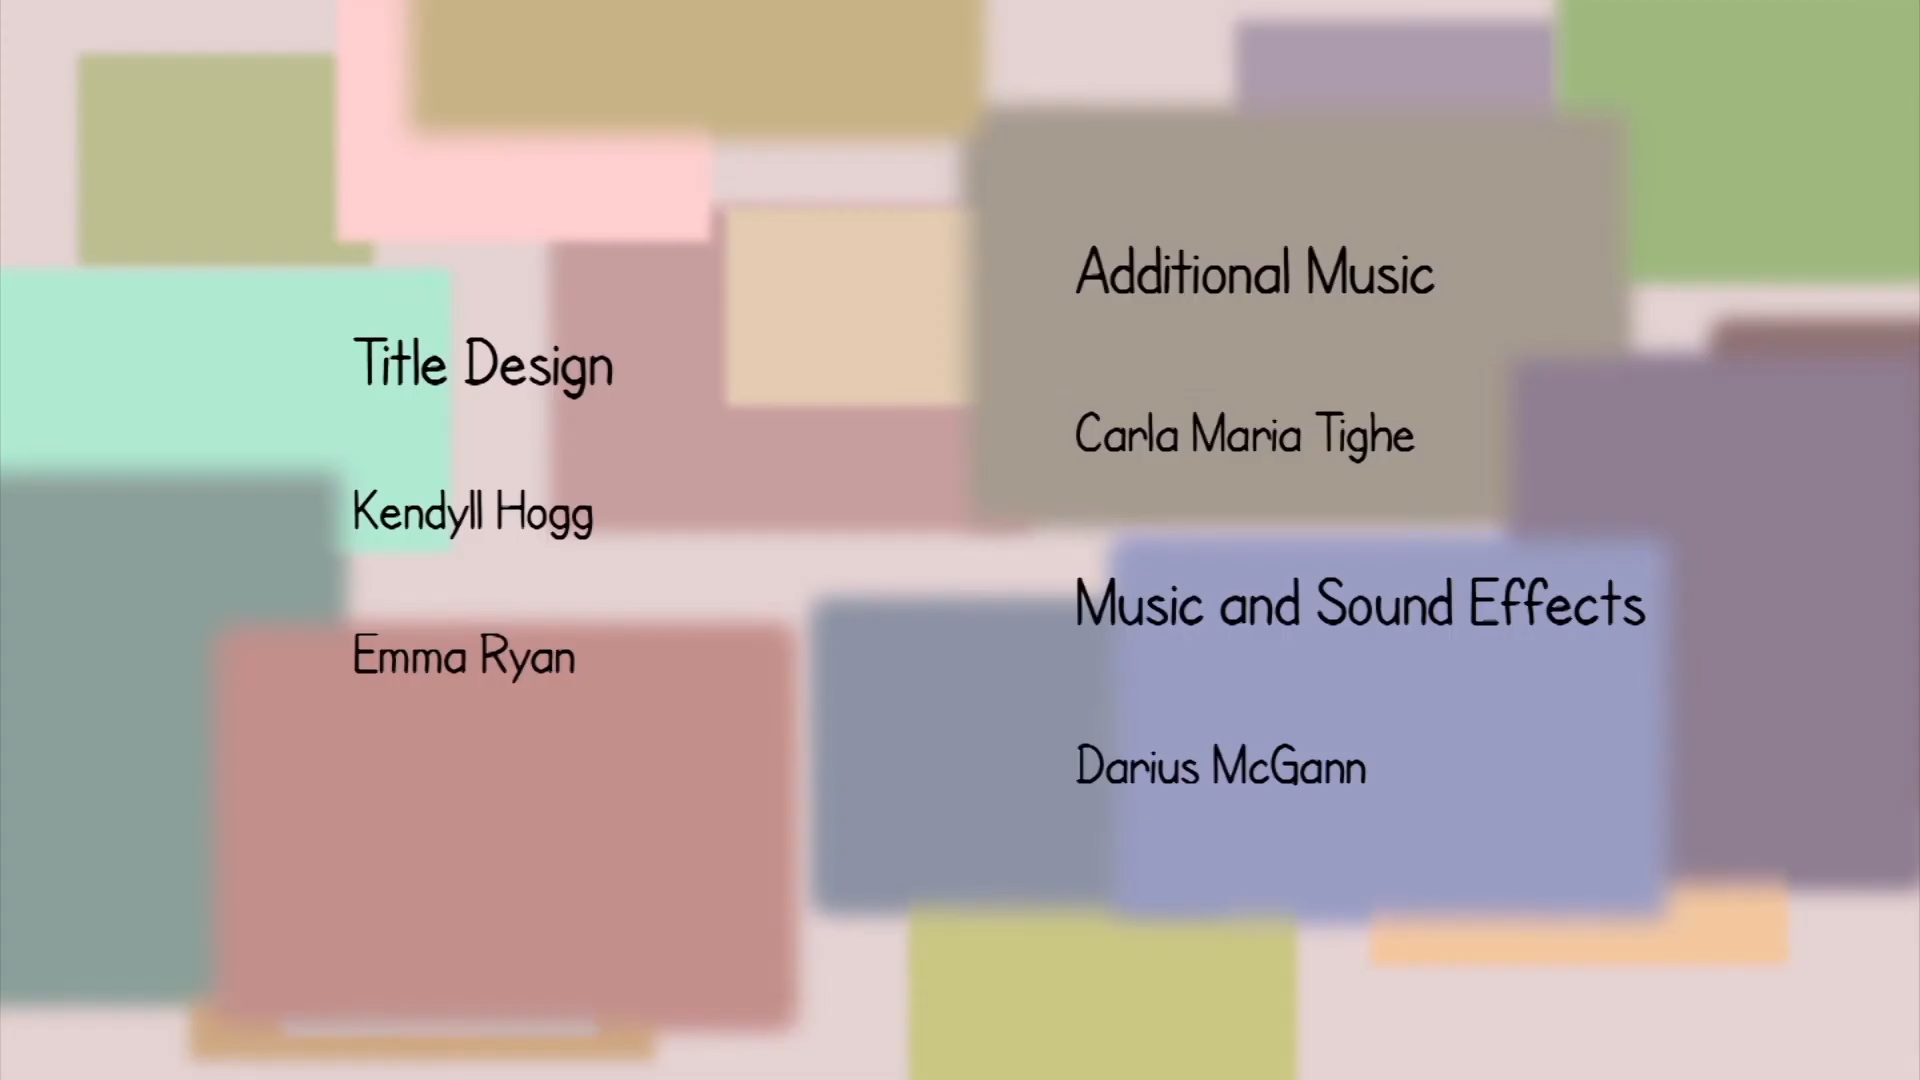 Title Design
Kendyll Hogg
Emma Ryan
Additional Music
Carla Maria Tighe
Music and Sound Effects
Darius McGann